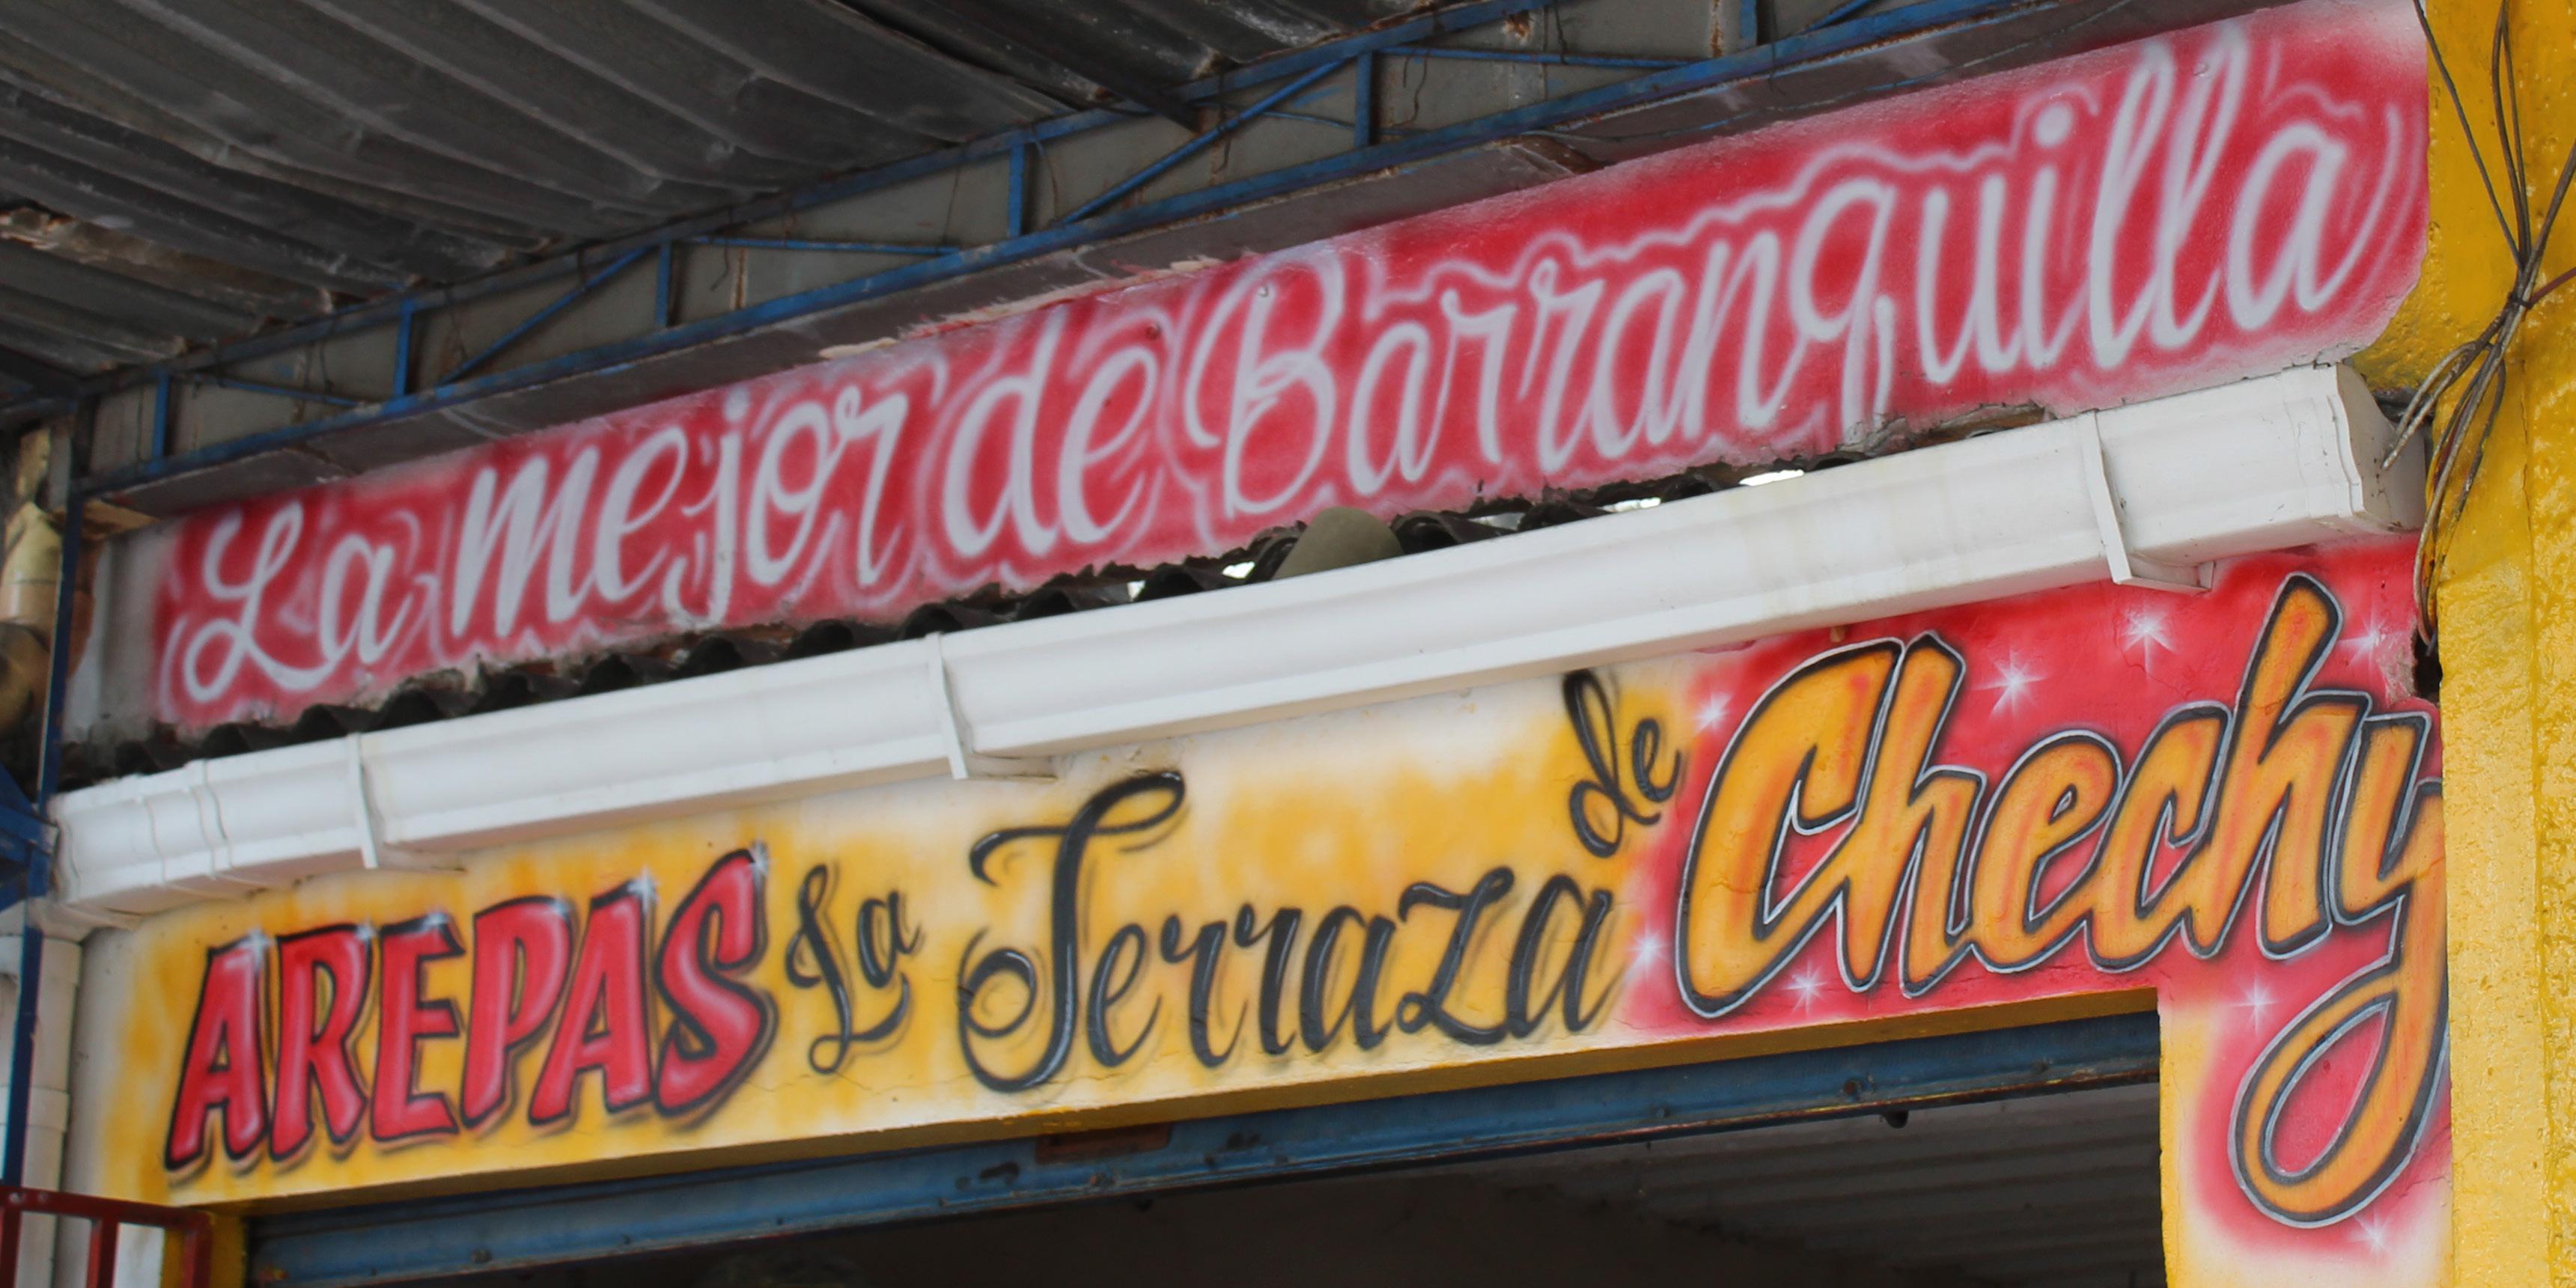 La mejor de Barranquilla
AREPAS La Terraza de Chechy